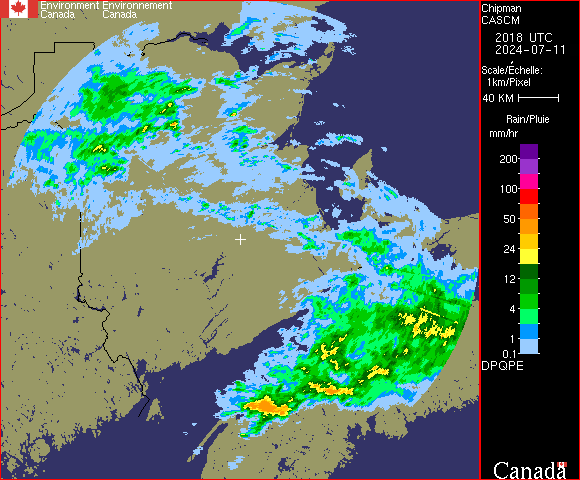 Environment Environnement
Canada Canada
Chipman
CASCM
2018 UTC
2024-07-11
Scale/Échelle:
1km/Pixel
40 KM
Rain/Pluie
mm/hr
200
100
50
24
12
4
1
0.1
DPQPE
Canada